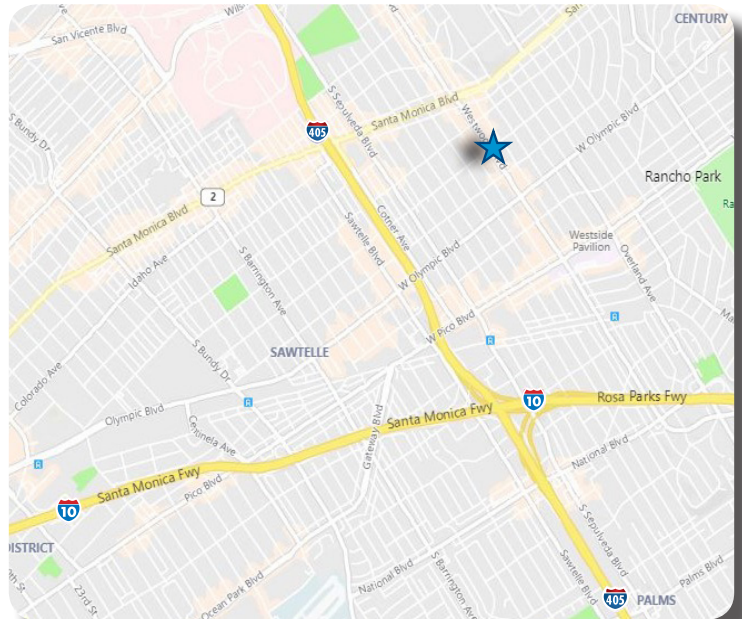 CENTURY
San Vicente Blvd
Wils
San
S Bundy Dr
S Sepulveda Blvd
Santa Monica Blvd
Westwood Blvd
405
W Olympic Blvd
Rancho Park
Ra
2
Santa Monica Blvd
Idaho Ave
Sawtelle Blvd
Cotner Ave
Westside
Pavilion
S Barrington Ave
W Olympic Blvd
Overland Ave
Ma
W Pico Blvd
SAWTELLE
S Bundy Dr
Colorado Ave
Olympic Blvd
Centinela Ave
Gateway Blvd
Santa Monica Fwy
10
Rosa Parks Fwy
National Blvd
Santa Monica Fwy
Pico Blvd
10
DISTRICT
23rd St
Ocean Park Blvd
National Blvd
S Barrington Ave
S Sepulveda Blvd
Sawtelle Blvd
Palms Blvd
405
PALMS